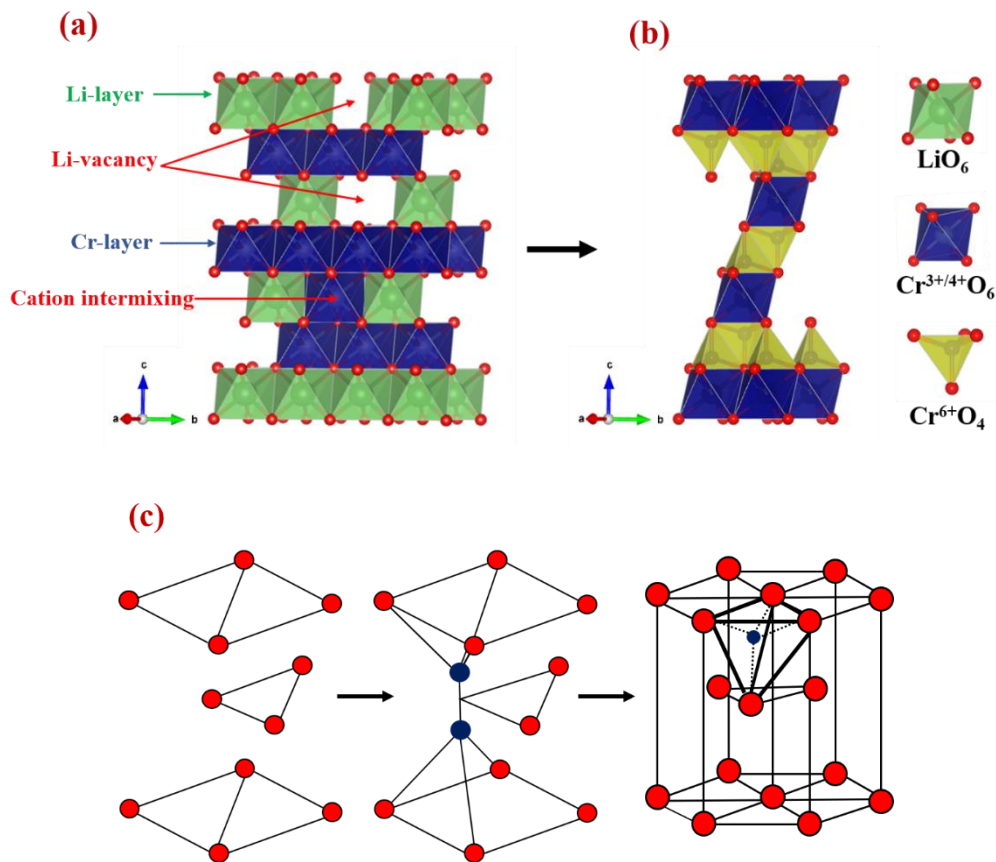 (a)
(b)
Li-layer
Li-vacancy
Cr-layer
Cation intermixing
LiO₆
Cr³⁺/⁴⁺O₆
Cr⁶⁺O₄
c
a
b
c
a
b
(c)